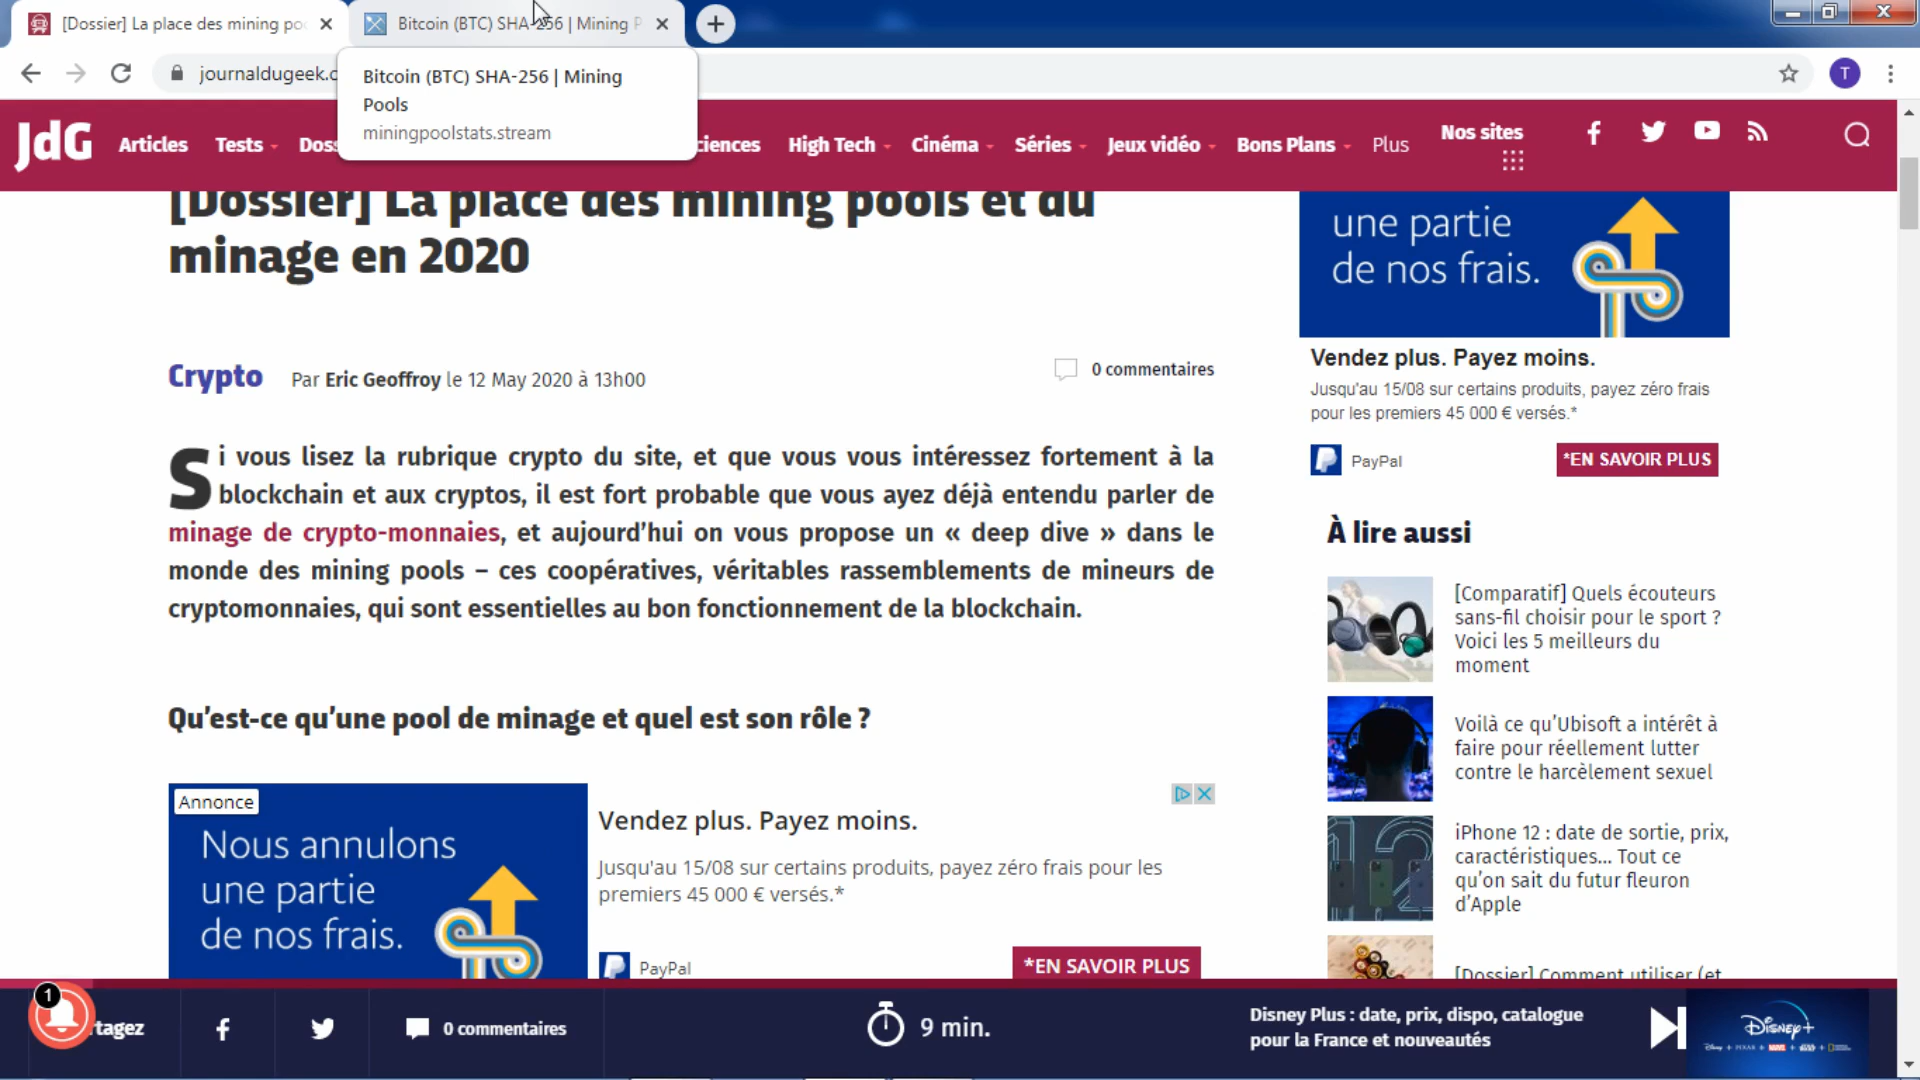 [Dossier] La place des mining po
Bitcoin (BTC) SHA-256 | Mining P
journaldugeek.c
T
Bitcoin (BTC) SHA-256 | Mining
Pools
miningpoolstats.stream
JdG
Articles
Tests
Doss
ciences
High Tech
Cinéma
Séries
Jeux vidéo
Bons Plans
Plus
Nos sites
[Dossier] La place des mining pools et du
minage en 2020
Crypto
Par Eric Geoffroy le 12 May 2020 à 13h00
0 commentaires
Si vous lisez la rubrique crypto du site, et que vous vous intéressez fortement à la
blockchain et aux cryptos, il est fort probable que vous ayez déjà entendu parler de
minage de crypto-monnaies, et aujourd’hui on vous propose un « deep dive » dans le
monde des mining pools – ces coopératives, véritables rassemblements de mineurs de
cryptomonnaies, qui sont essentielles au bon fonctionnement de la blockchain.
Qu’est-ce qu’une pool de minage et quel est son rôle ?
Annonce
Nous annulons
une partie
de nos frais.
Vendez plus. Payez moins.
Jusqu'au 15/08 sur certains produits, payez zéro frais pour les
premiers 45 000 € versés.*
PayPal
*EN SAVOIR PLUS
une partie
de nos frais.
Vendez plus. Payez moins.
Jusqu'au 15/08 sur certains produits, payez zéro frais
pour les premiers 45 000 € versés.*
PayPal
*EN SAVOIR PLUS
À lire aussi
[Comparatif] Quels écouteurs
sans-fil choisir pour le sport ?
Voici les 5 meilleurs du
moment
Voilà ce qu’Ubisoft a intérêt à
faire pour réellement lutter
contre le harcèlement sexuel
iPhone 12 : date de sortie, prix,
caractéristiques... Tout ce
qu’on sait du futur fleuron
d’Apple
[Dossier] Comment utiliser (et
1
tagez
0 commentaires
9 min.
Disney Plus : date, prix, dispo, catalogue
pour la France et nouveautés
Disney+